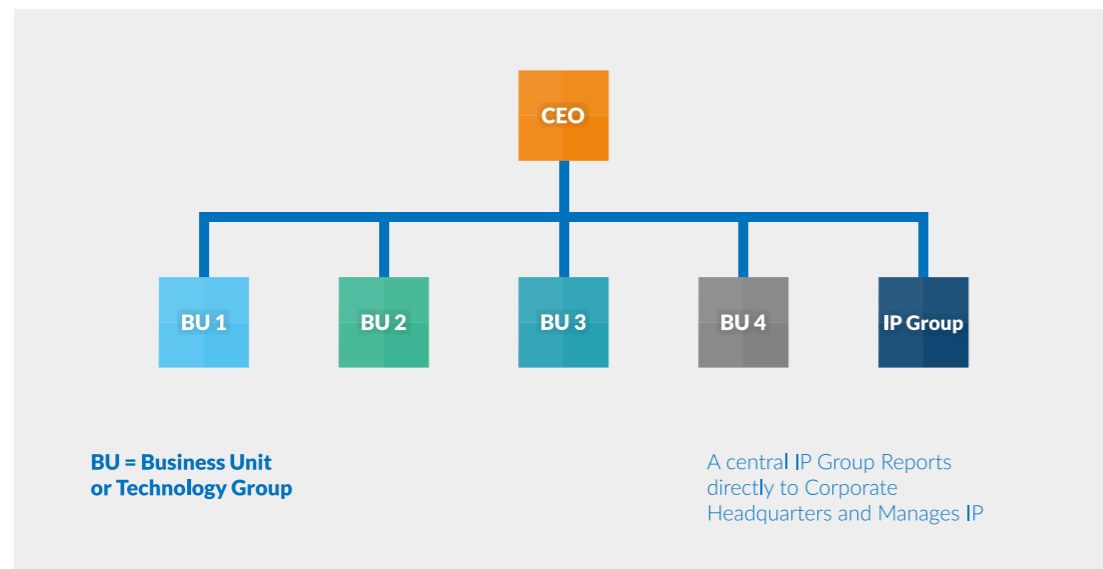 CEO
BU 1
BU 2
BU 3
BU 4
IP Group
BU = Business Unit
or Technology Group
A central IP Group Reports
directly to Corporate
Headquarters and Manages IP